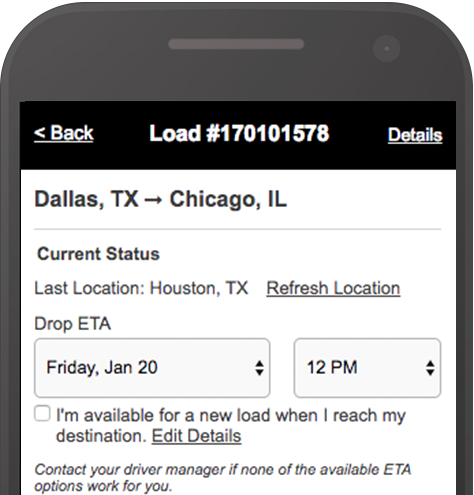 < Back Load #170101578 Details
Dallas, TX → Chicago, IL
Current Status
Last Location: Houston, TX Refresh Location
Drop ETA
Friday, Jan 20 12 PM
I'm available for a new load when I reach my
destination. Edit Details
Contact your driver manager if none of the available ETA
options work for you.